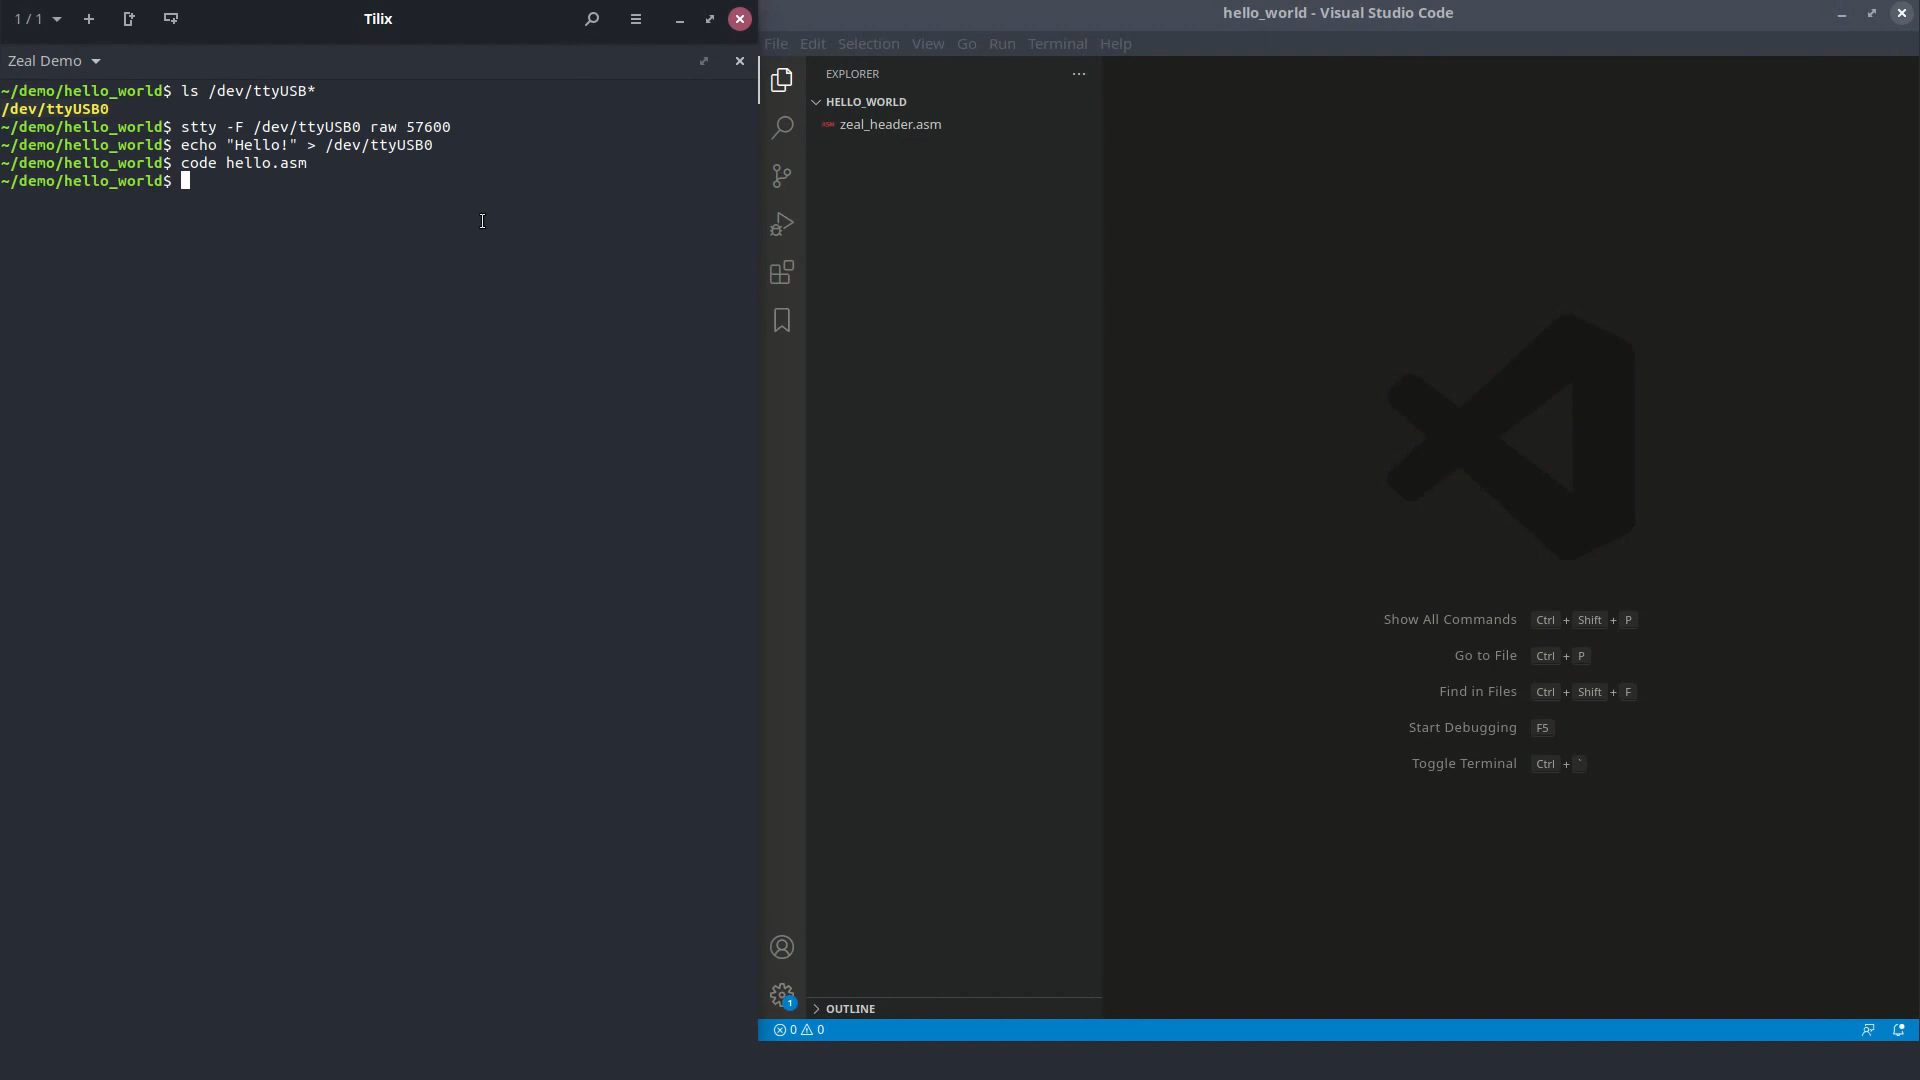 1 / 1
Tilix
Zeal Demo
~/demo/hello_world$ ls /dev/ttyUSB*
/dev/ttyUSB0
~/demo/hello_world$ stty -F /dev/ttyUSB0 raw 57600
~/demo/hello_world$ echo "Hello!" > /dev/ttyUSB0
~/demo/hello_world$ code hello.asm
~/demo/hello_world$
hello_world - Visual Studio Code
File Edit Selection View Go Run Terminal Help
EXPLORER
HELLO_WORLD
ASM zeal_header.asm
Show All Commands Ctrl + Shift + P
Go to File Ctrl + P
Find in Files Ctrl + Shift + F
Start Debugging F5
Toggle Terminal Ctrl + `
1
OUTLINE
0 0